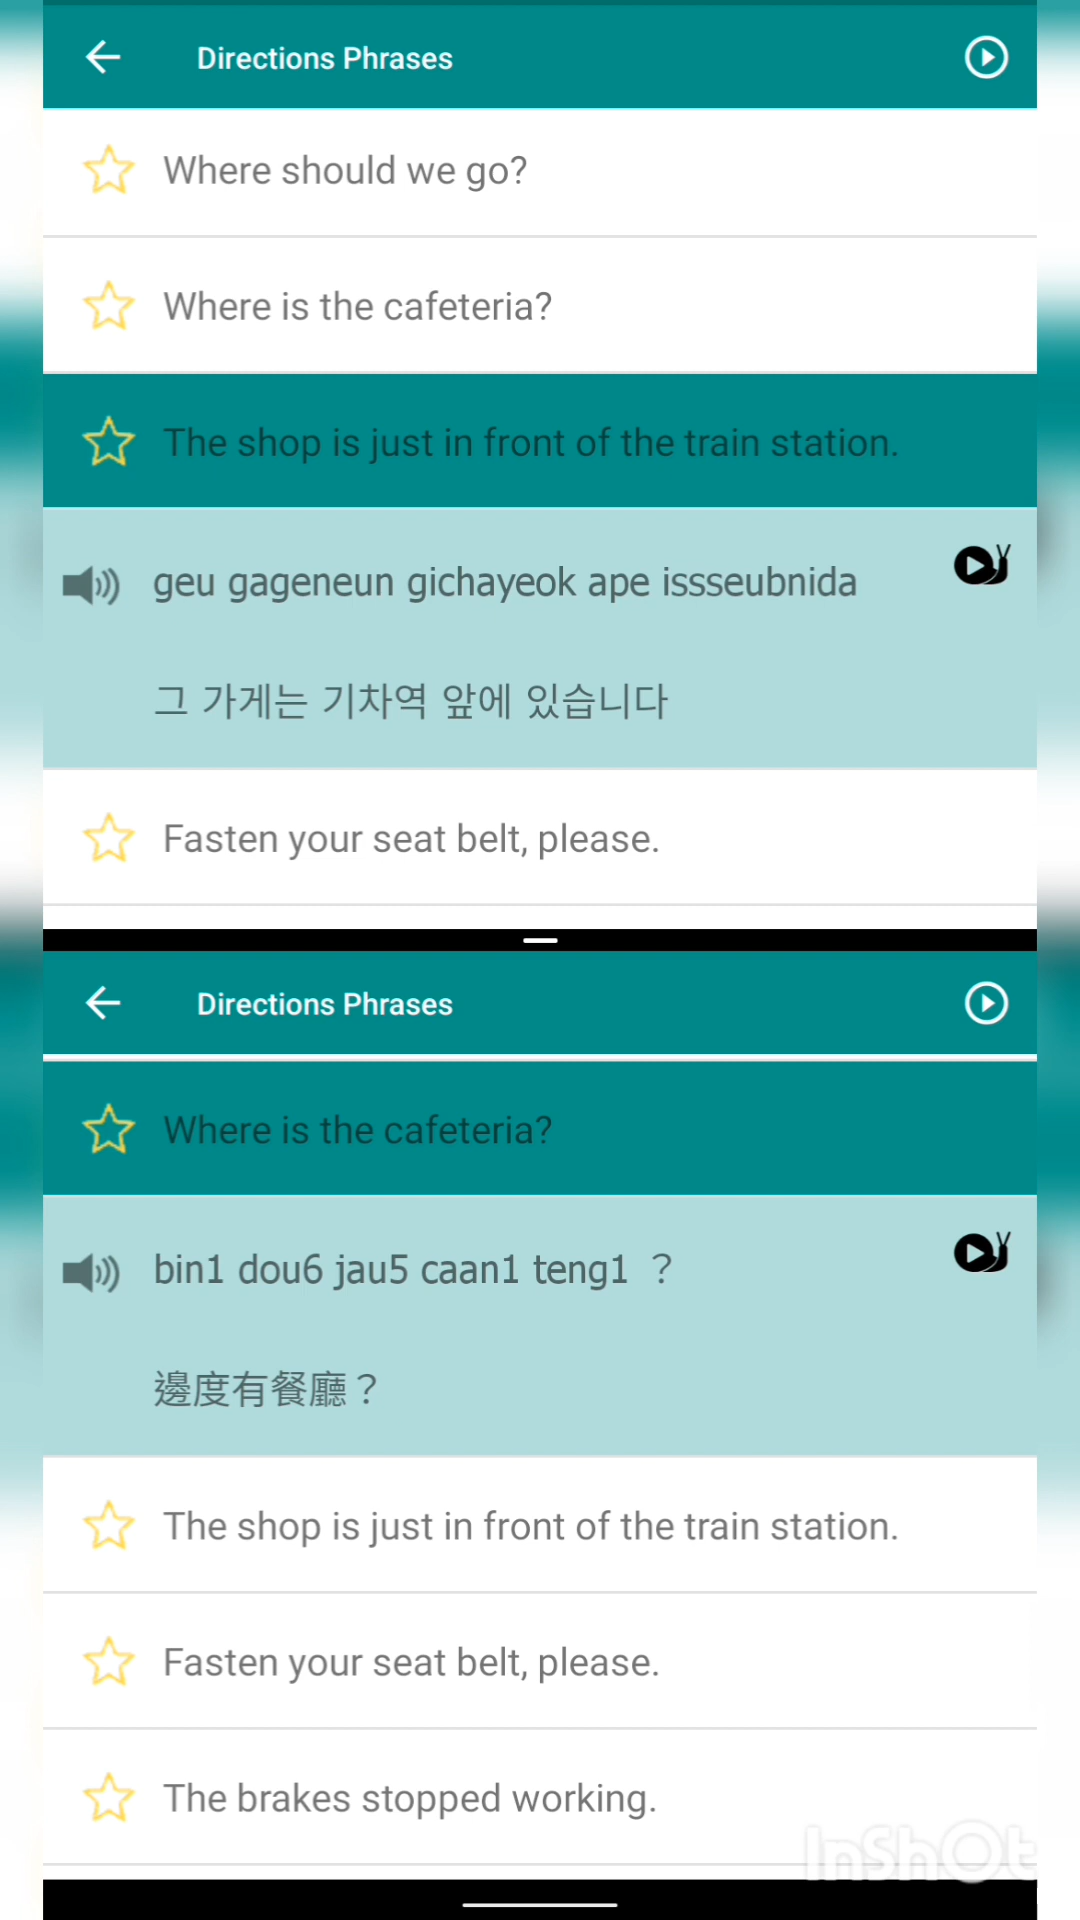 Directions Phrases
Where should we go?
Where is the cafeteria?
The shop is just in front of the train station.
geu gageneun gichayeok ape issseubnida
그 가게는 기차역 앞에 있습니다
Fasten your seat belt, please.
Directions Phrases
Where is the cafeteria?
bin1 dou6 jau5 caan1 teng1 ？
邊度有餐廳？
The shop is just in front of the train station.
Fasten your seat belt, please.
The brakes stopped working.
InShOt